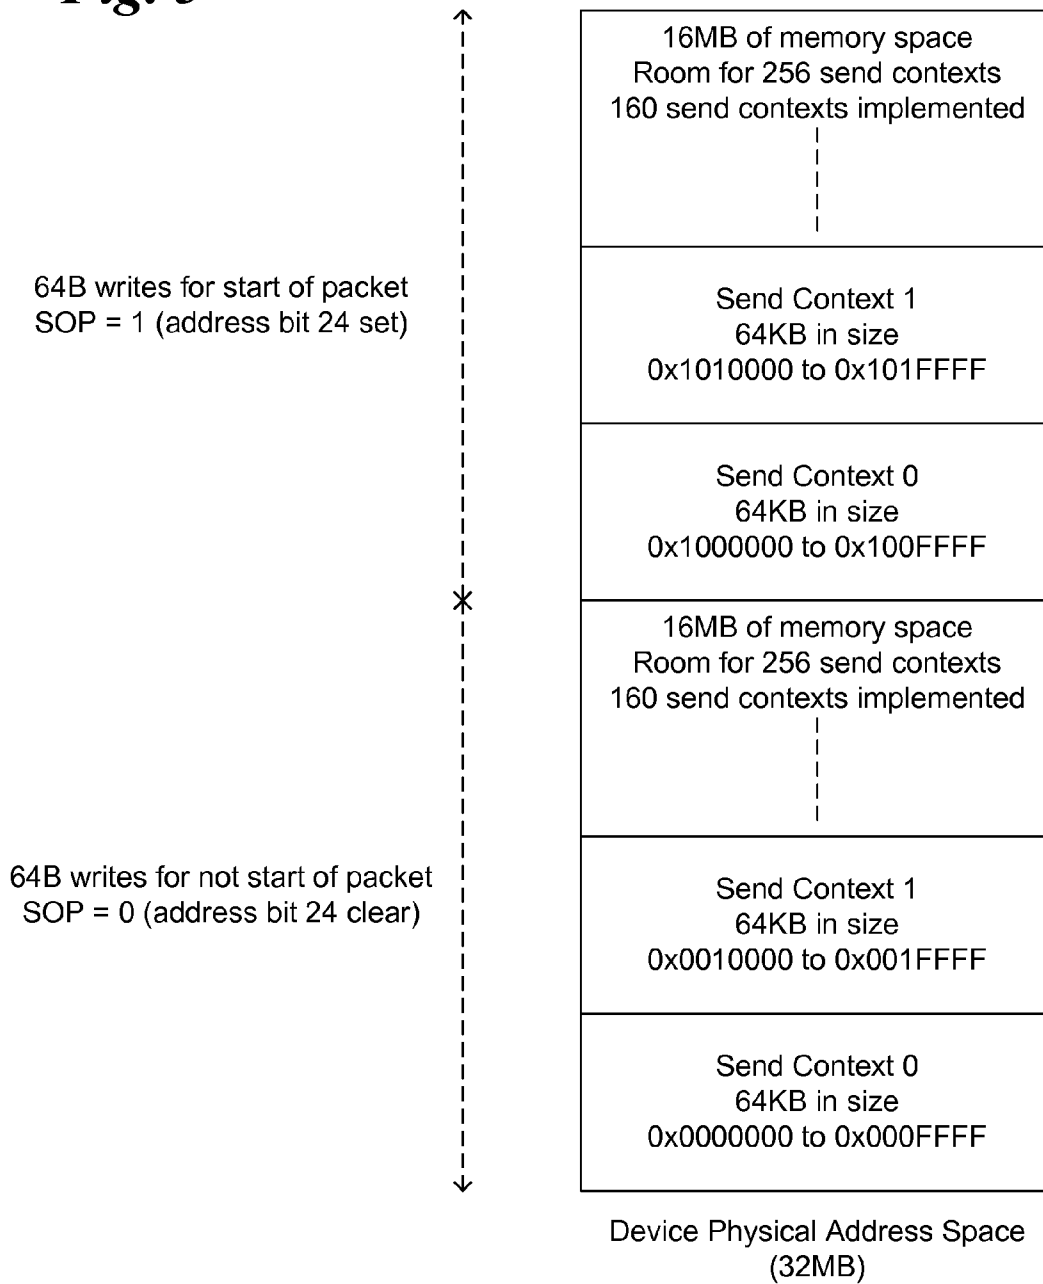 16MB of memory space
Room for 256 send contexts
160 send contexts implemented
64B writes for start of packet
SOP = 1 (address bit 24 set)
Send Context 1
64KB in size
0x1010000 to 0x101FFFF
Send Context 0
64KB in size
0x1000000 to 0x100FFFF
16MB of memory space
Room for 256 send contexts
160 send contexts implemented
64B writes for not start of packet
SOP = 0 (address bit 24 clear)
Send Context 1
64KB in size
0x0010000 to 0x001FFFF
Send Context 0
64KB in size
0x0000000 to 0x000FFFF
Device Physical Address Space
(32MB)